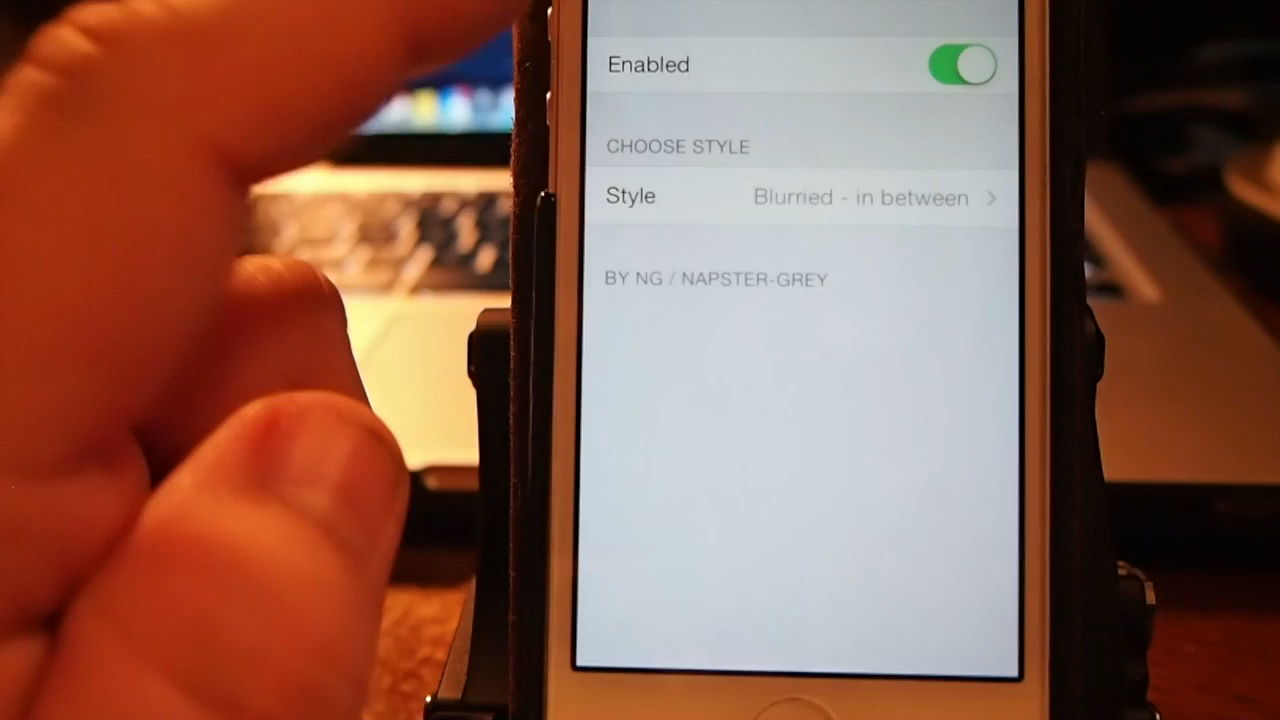 Enabled
CHOOSE STYLE
Style Blurried - in between
BY NG / NAPSTER-GREY